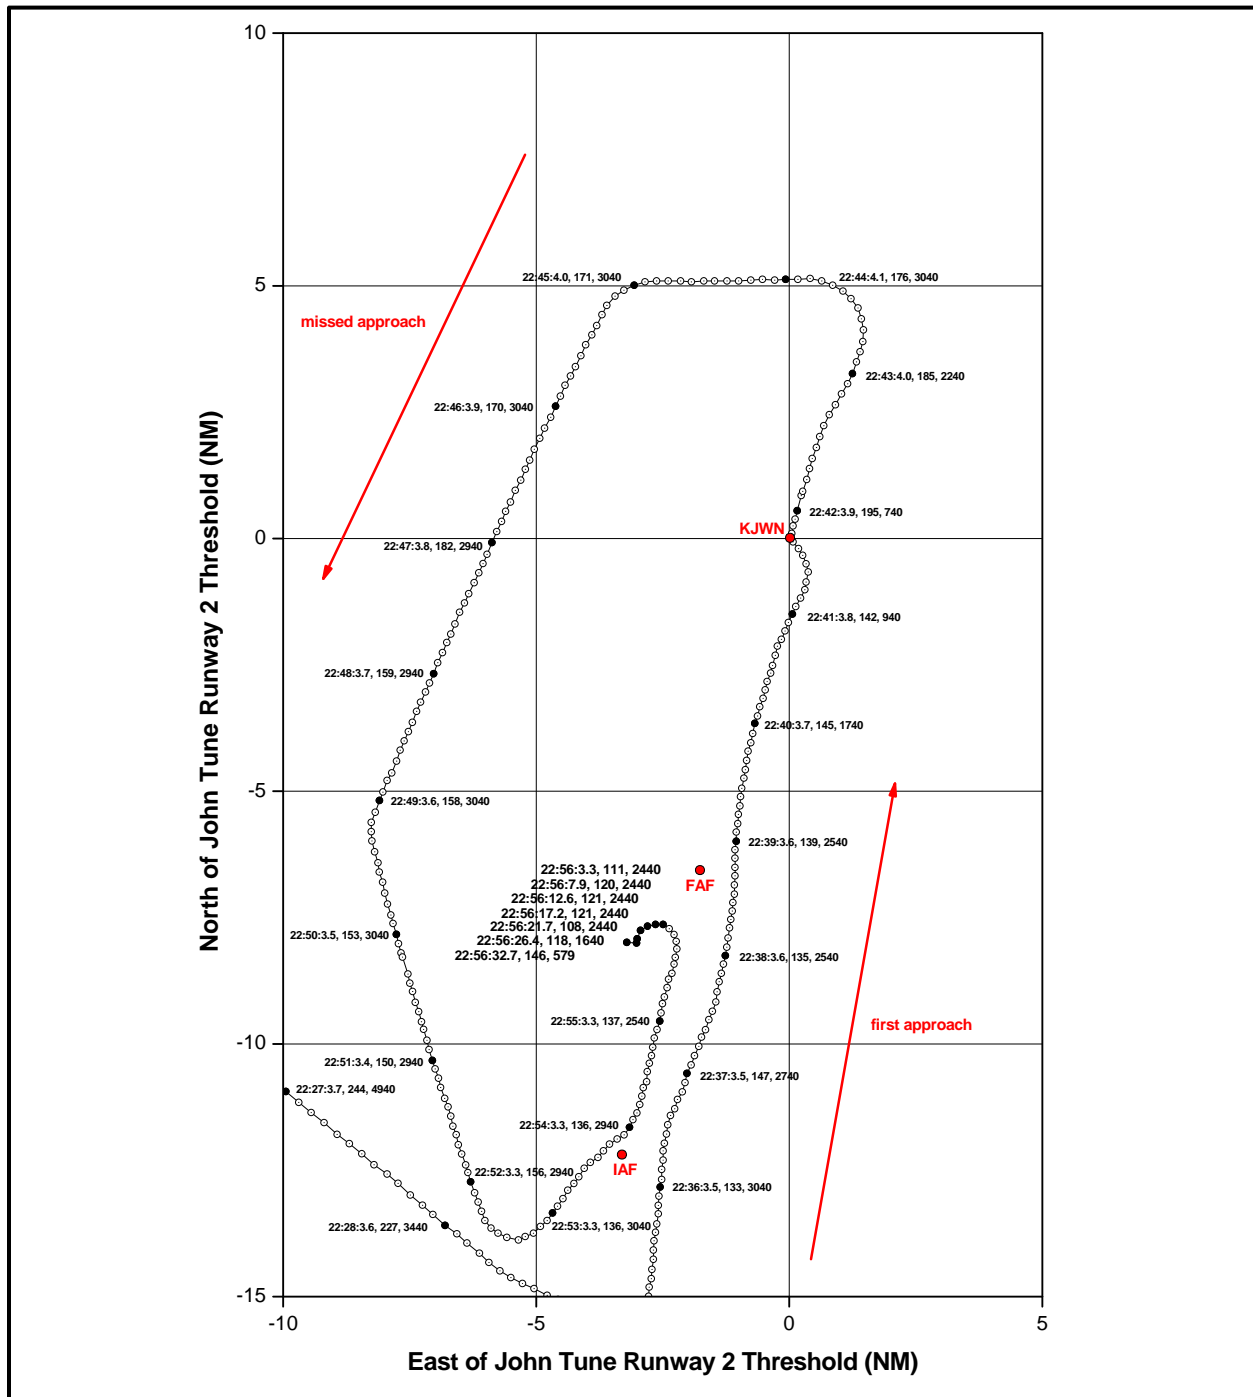 10
22:45:4.0, 171, 3040
22:44:4.1, 176, 3040
5
missed approach
22:43:4.0, 185, 2240
22:46:3.9, 170, 3040
22:42:3.9, 195, 740
KJWN
0
22:47:3.8, 182, 2940
22:41:3.8, 142, 940
22:48:3.7, 159, 2940
22:40:3.7, 145, 1740
-5
22:49:3.6, 158, 3040
22:39:3.6, 139, 2540
22:56:3.3, 111, 2440
22:56:7.9, 120, 2440
FAF
22:56:12.6, 121, 2440
22:56:17.2, 121, 2440
22:56:21.7, 108, 2440
22:50:3.5, 153, 3040
22:56:26.4, 118, 1640
22:56:32.7, 146, 579
22:38:3.6, 135, 2540
22:55:3.3, 137, 2540
first approach
-10
22:51:3.4, 150, 2940
22:37:3.5, 147, 2740
22:27:3.7, 244, 4940
22:54:3.3, 136, 2940
IAF
22:52:3.3, 156, 2940
22:36:3.5, 133, 3040
22:28:3.6, 227, 3440
22:53:3.3, 136, 3040
-15
-10
-5
0
5
North of John Tune Runway 2 Threshold (NM)
East of John Tune Runway 2 Threshold (NM)